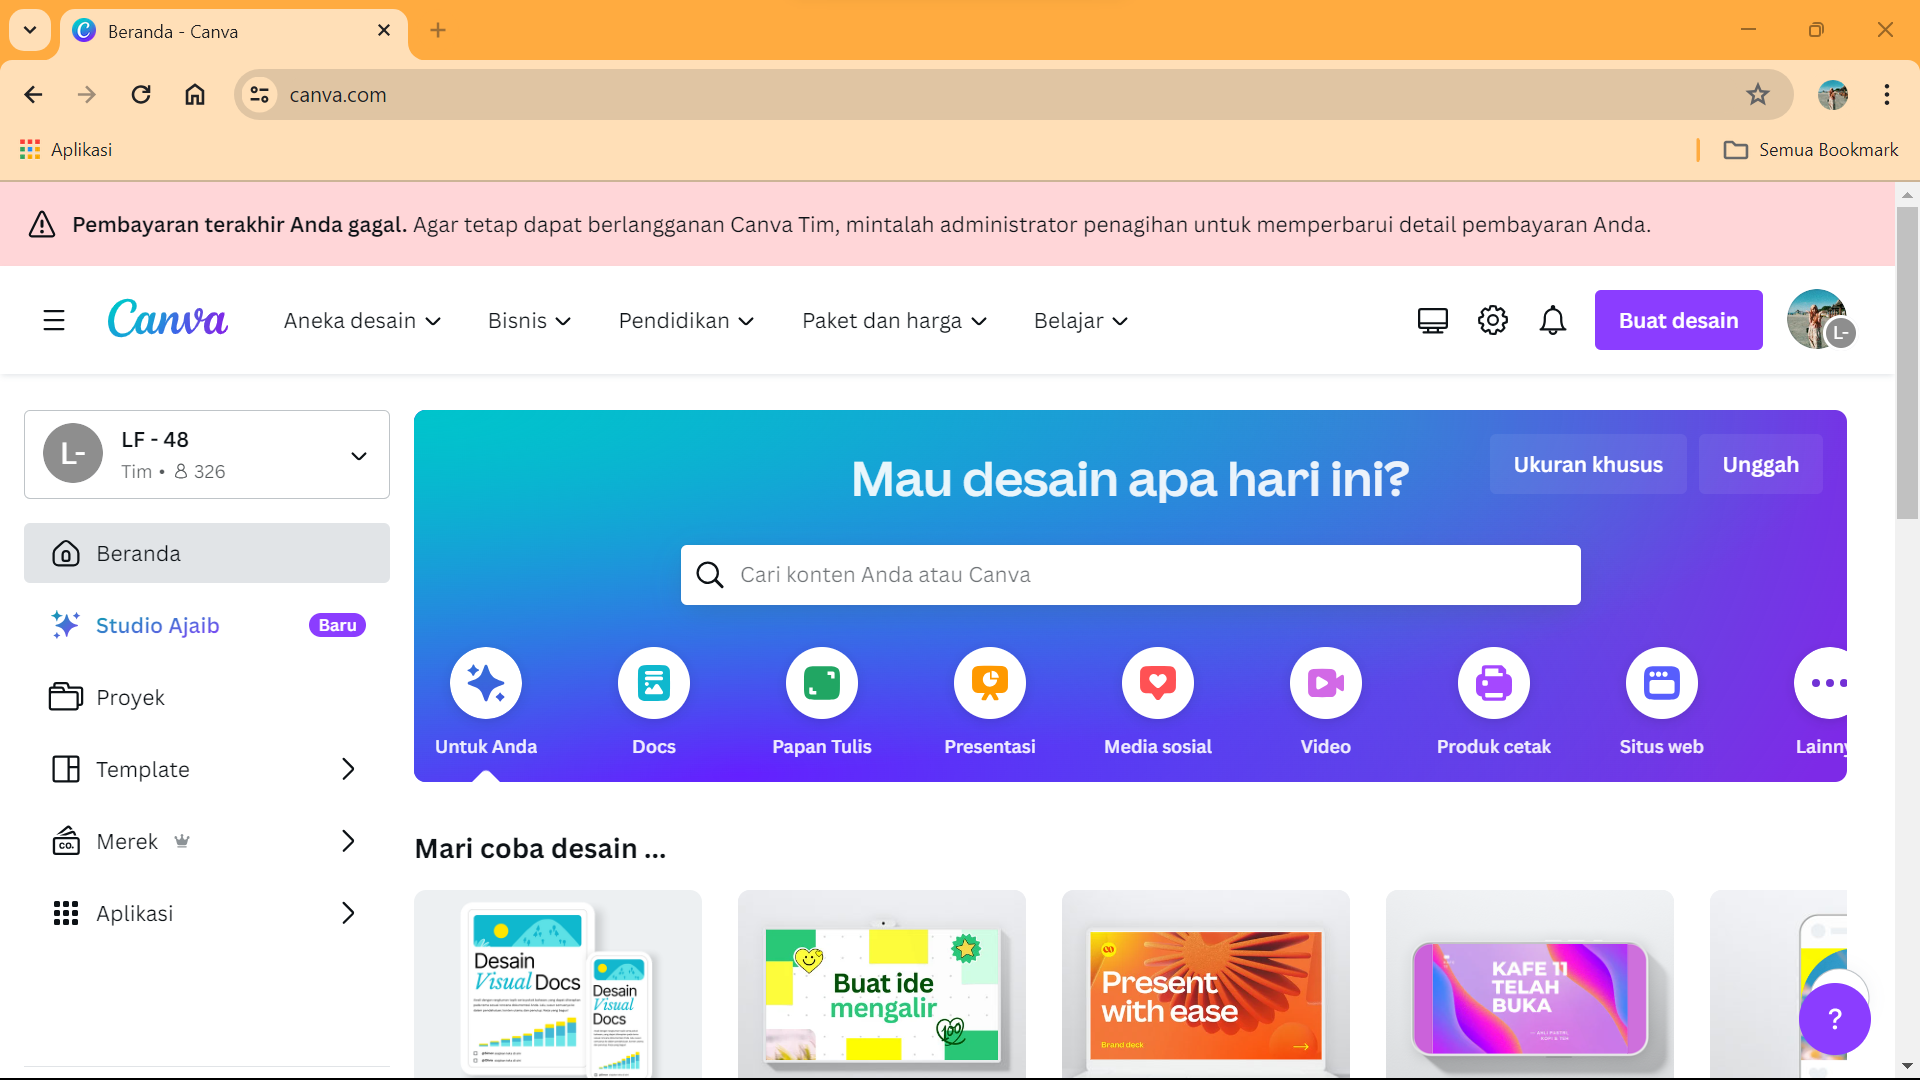 Beranda - Canva
canva.com
Aplikasi
Semua Bookmark
Pembayaran terakhir Anda gagal. Agar tetap dapat berlangganan Canva Tim, mintalah administrator penagihan untuk memperbarui detail pembayaran Anda.
Canva
Aneka desain
Bisnis
Pendidikan
Paket dan harga
Belajar
Buat desain
L-
L-
LF - 48
Tim • 326
Beranda
Studio Ajaib
Baru
Proyek
Template
Merek
CO.
Aplikasi
Mau desain apa hari ini?
Ukuran khusus
Unggah
Cari konten Anda atau Canva
Untuk Anda
Docs
Papan Tulis
Presentasi
Media sosial
Video
Produk cetak
Situs web
Lainny
Mari coba desain ...
Desain
Visual Docs
Desain
Visual
Docs
Buat ide
mengalir
100
Present
with ease
Brand deck
KAFE 11
TELAH
BUKA
?